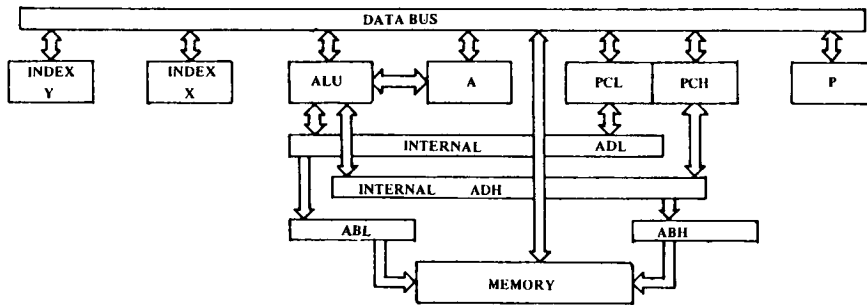 DATA BUS
INDEX
Y
INDEX
X
ALU
A
PCL
PCH
P
INTERNAL ADL
INTERNAL ADH
ABL
ABH
MEMORY